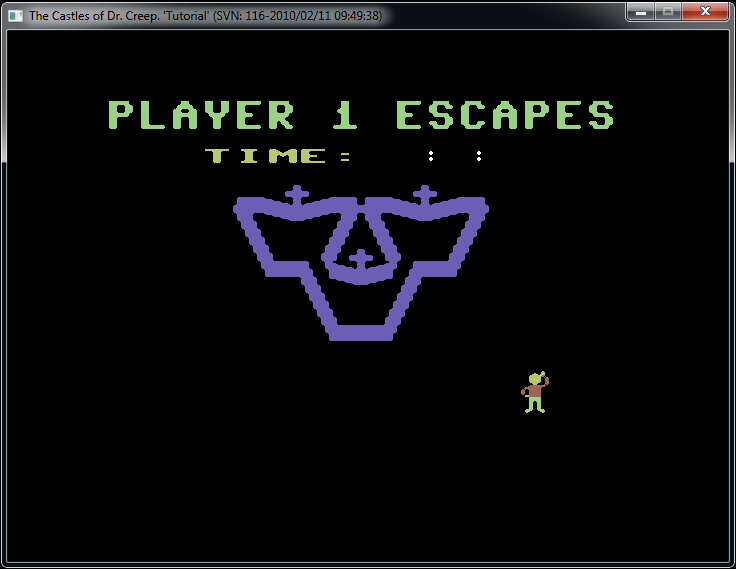 The Castles of Dr. Creep. 'Tutorial' (SVN: 116-2010/02/11 09:49:38)
PLAYER 1 ESCAPES
TIME: : :